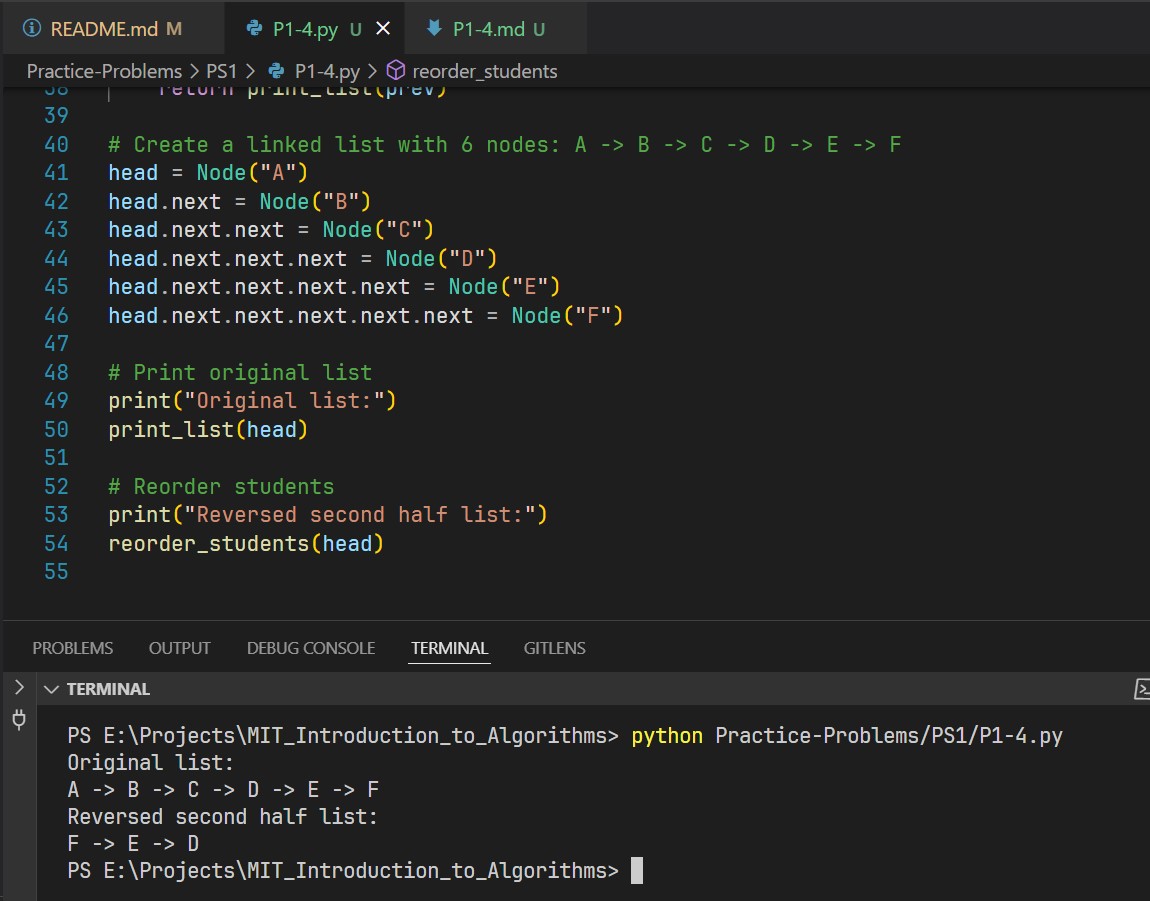 README.md M
P1-4.py U
P1-4.md U
Practice-Problems > PS1 > P1-4.py > reorder_students
38 return print_list(prev)
39
40 # Create a linked list with 6 nodes: A -> B -> C -> D -> E -> F
41 head = Node("A")
42 head.next = Node("B")
43 head.next.next = Node("C")
44 head.next.next.next = Node("D")
45 head.next.next.next.next = Node("E")
46 head.next.next.next.next.next = Node("F")
47
48 # Print original list
49 print("Original list:")
50 print_list(head)
51
52 # Reorder students
53 print("Reversed second half list:")
54 reorder_students(head)
55
PROBLEMS OUTPUT DEBUG CONSOLE TERMINAL GITLENS
TERMINAL
PS E:\Projects\MIT_Introduction_to_Algorithms> python Practice-Problems/PS1/P1-4.py
Original list:
A -> B -> C -> D -> E -> F
Reversed second half list:
F -> E -> D
PS E:\Projects\MIT_Introduction_to_Algorithms>